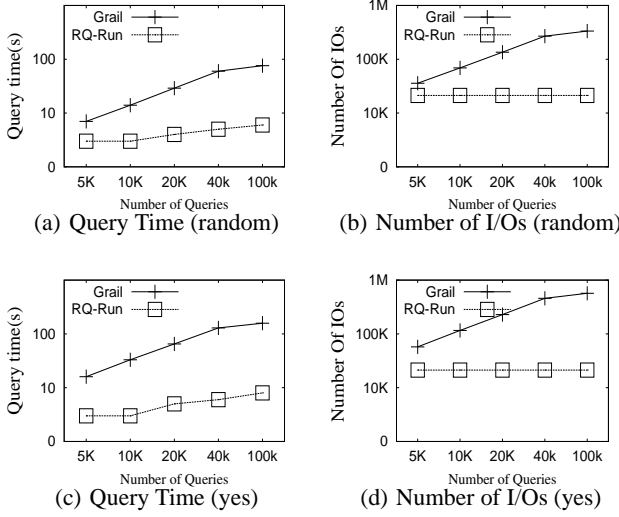 Grail
RQ-Run
Query time(s)
100
10
0
5K 10K 20K 40k 100k
Number of Queries
(a) Query Time (random)
Grail
RQ-Run
Number Of IOs
1M
100K
10K
0
5K 10K 20K 40k 100k
Number of Queries
(b) Number of I/Os (random)
Grail
RQ-Run
Query time(s)
100
10
0
5K 10K 20K 40k 100k
Number of Queries
(c) Query Time (yes)
Grail
RQ-Run
Number Of IOs
1M
100K
10K
0
5K 10K 20K 40k 100k
Number of Queries
(d) Number of I/Os (yes)